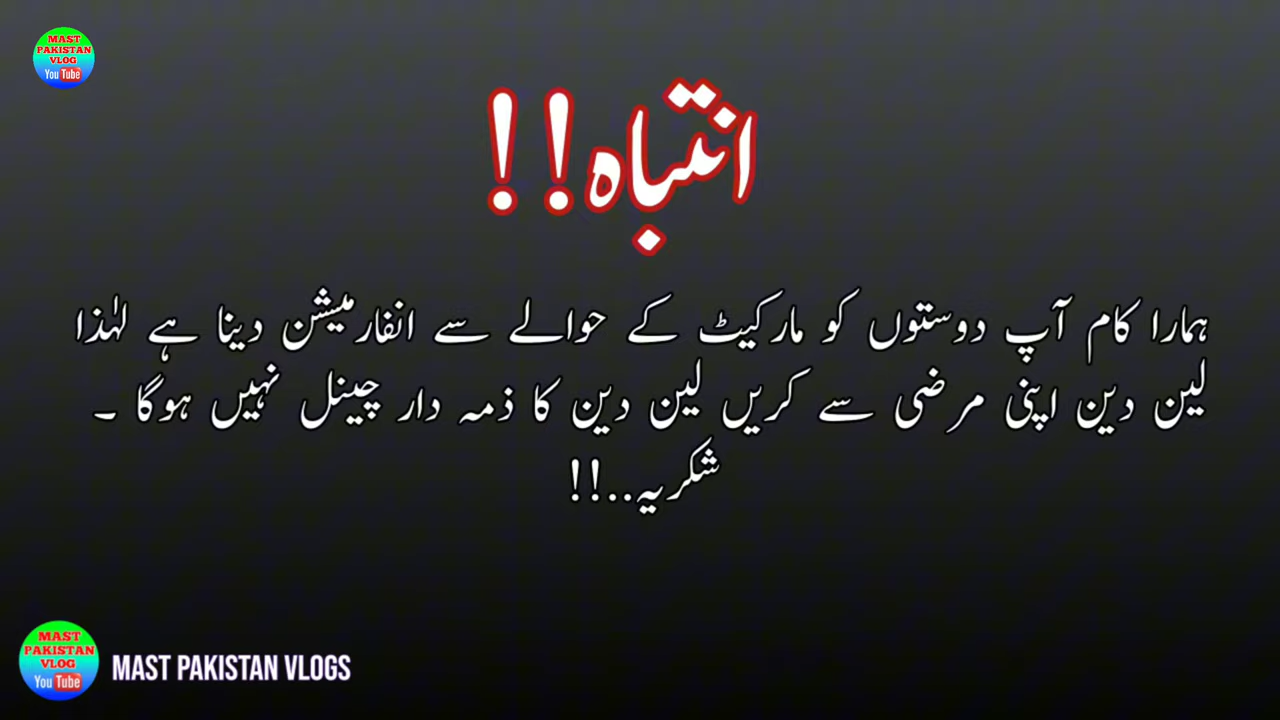 MAST
PAKISTAN
VLOG
You Tube
انتباہ!!
ہمارا کام آپ دوستوں کو مارکیٹ کے حوالے سے انفارمیشن دینا ہے لہٰذا
لین دین اپنی مرضی سے کریں لین دین کا ذمہ دار چینل نہیں ہوگا ۔
شکریہ..!!
MAST
PAKISTAN
VLOG
You Tube
MAST PAKISTAN VLOGS